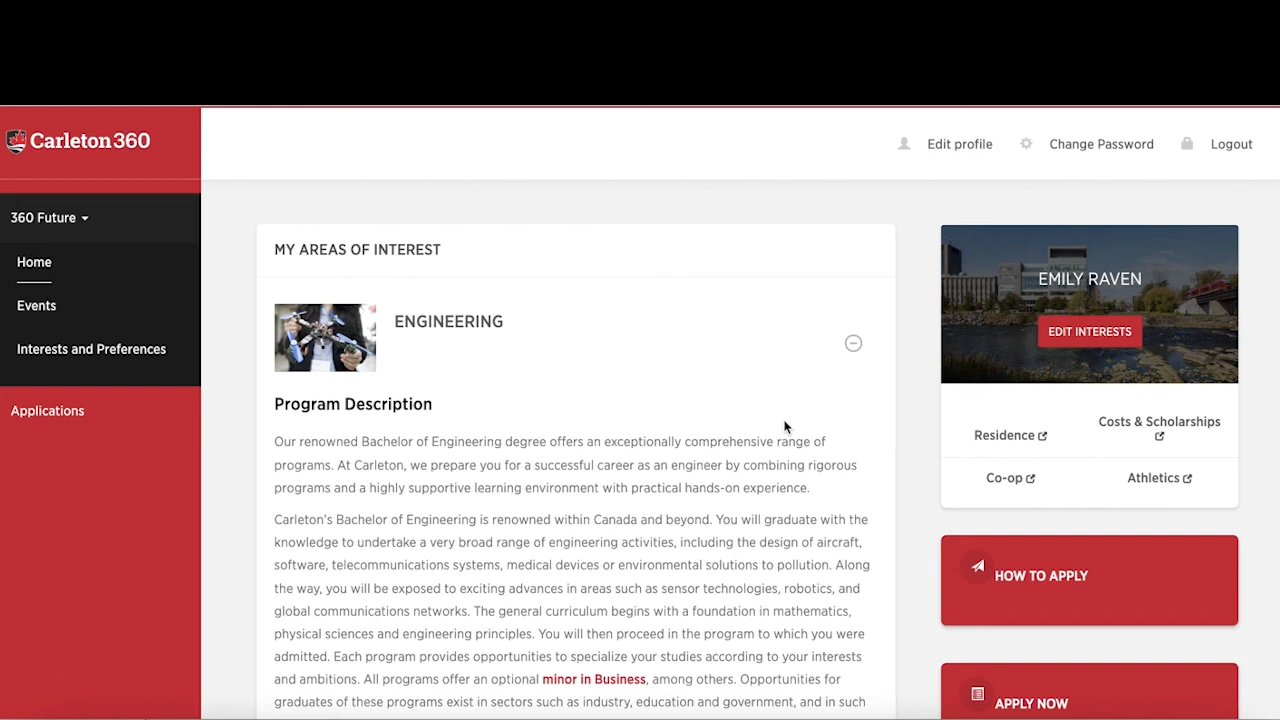 Carleton360
Edit profile
Change Password
Logout
360 Future
Home
Events
Interests and Preferences
Applications
MY AREAS OF INTEREST
ENGINEERING
Program Description
Our renowned Bachelor of Engineering degree offers an exceptionally comprehensive range of
programs. At Carleton, we prepare you for a successful career as an engineer by combining rigorous
programs and a highly supportive learning environment with practical hands-on experience.
Carleton's Bachelor of Engineering is renowned within Canada and beyond. You will graduate with the
knowledge to undertake a very broad range of engineering activities, including the design of aircraft,
software, telecommunications systems, medical devices or environmental solutions to pollution. Along
the way, you will be exposed to exciting advances in areas such as sensor technologies, robotics, and
global communications networks. The general curriculum begins with a foundation in mathematics,
physical sciences and engineering principles. You will then proceed in the program to which you were
admitted. Each program provides opportunities to specialize your studies according to your interests
and ambitions. All programs offer an optional minor in Business, among others. Opportunities for
graduates of these programs exist in sectors such as industry, education and government, and in such
EMILY RAVEN
EDIT INTERESTS
Residence
Costs & Scholarships
Co-op
Athletics
HOW TO APPLY
APPLY NOW